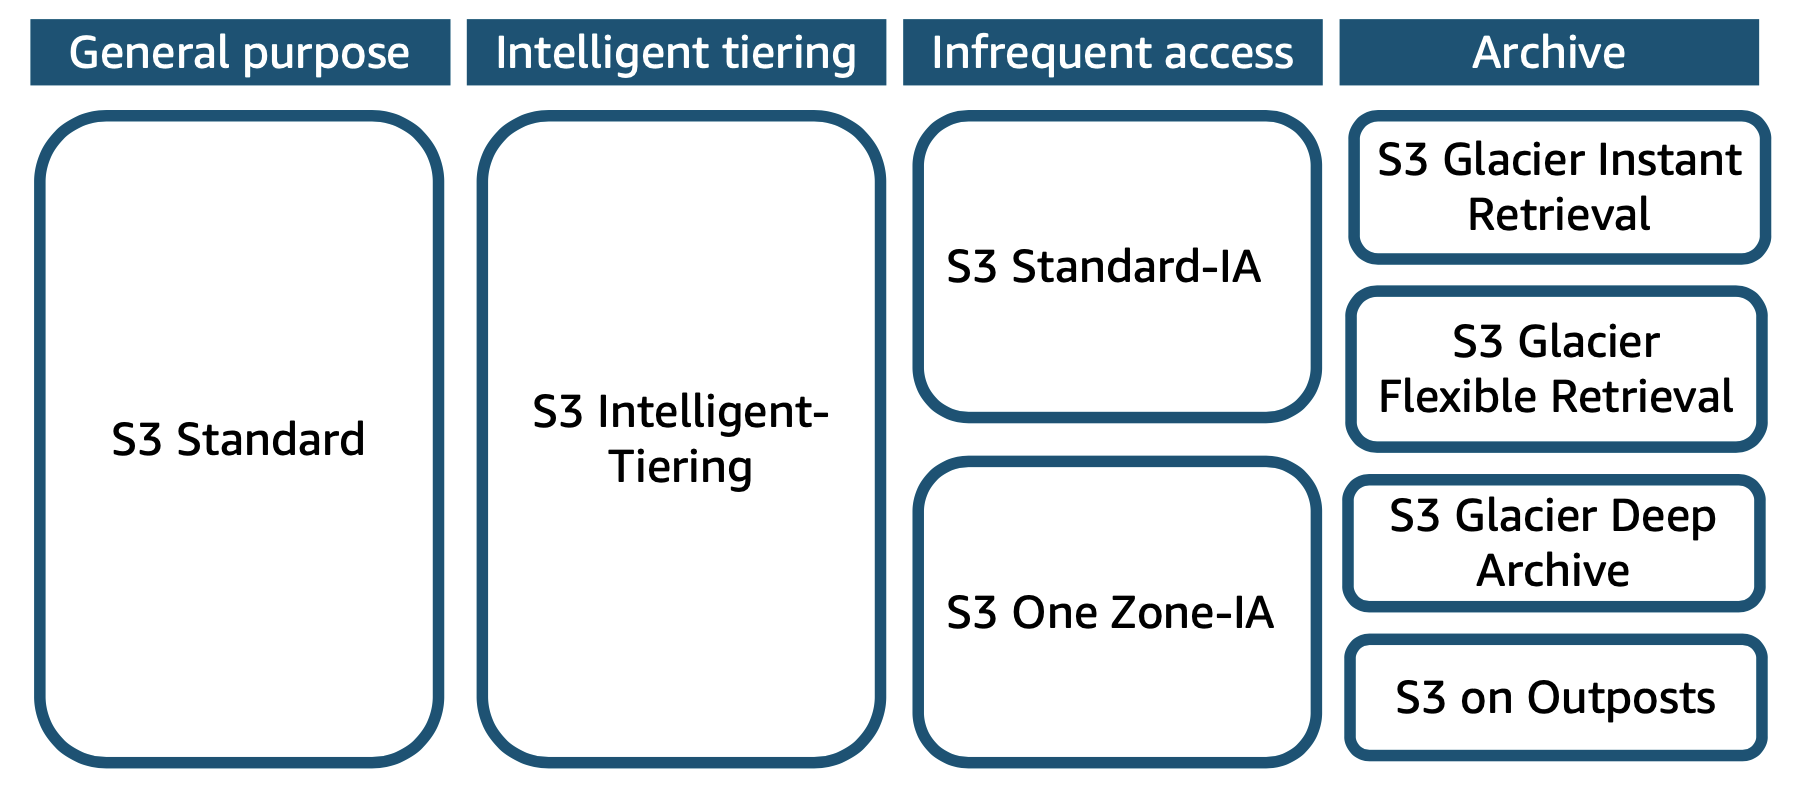 General purpose
Intelligent tiering
Infrequent access
Archive
S3 Standard
S3 Intelligent-
Tiering
S3 Standard-IA
S3 One Zone-IA
S3 Glacier Instant
Retrieval
S3 Glacier
Flexible Retrieval
S3 Glacier Deep
Archive
S3 on Outposts